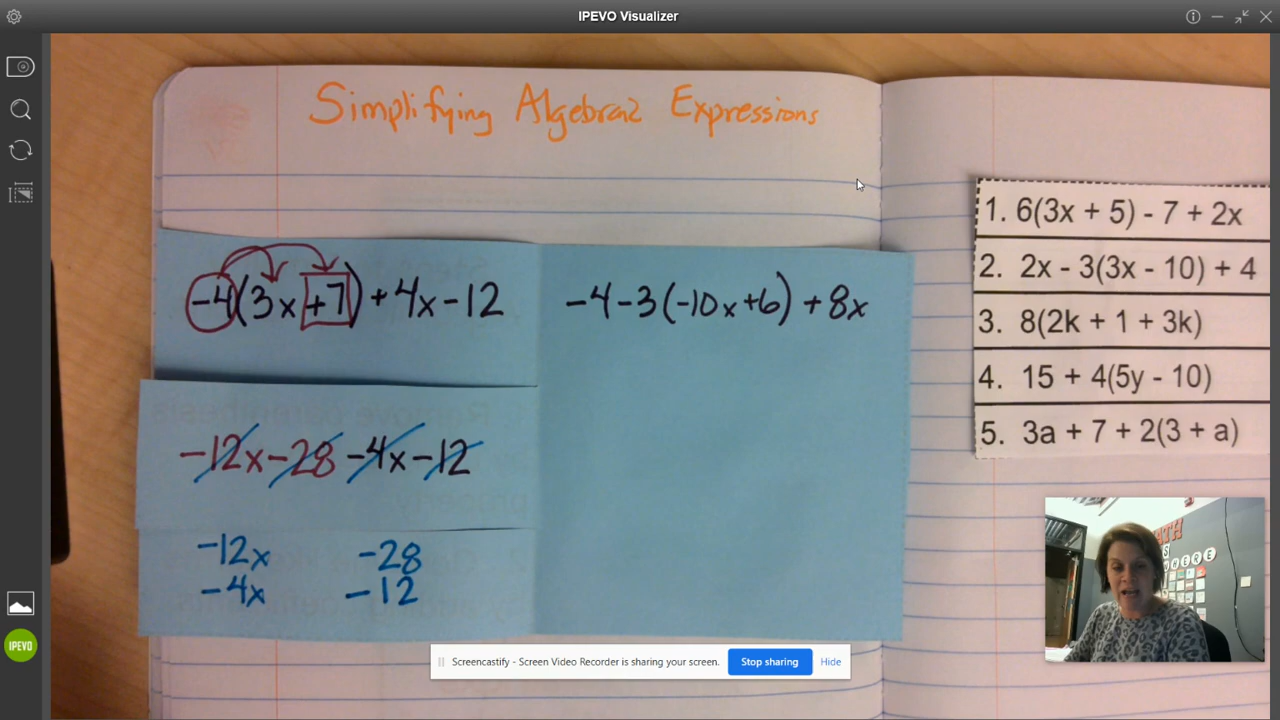 IPEVO Visualizer
Simplifying Algebraic Expressions
-4(3x +7) + 4x - 12
-4-3(-10x+6) + 8x
-12x-28 -4x-12
-12x -28
-4x -12
1. 6(3x + 5) - 7 + 2x
2. 2x - 3(3x - 10) + 4
3. 8(2k + 1 + 3k)
4. 15 + 4(5y - 10)
5. 3a + 7 + 2(3 + a)
MATH
IPEVO
Screencastify - Screen Video Recorder is sharing your screen. Stop sharing Hide